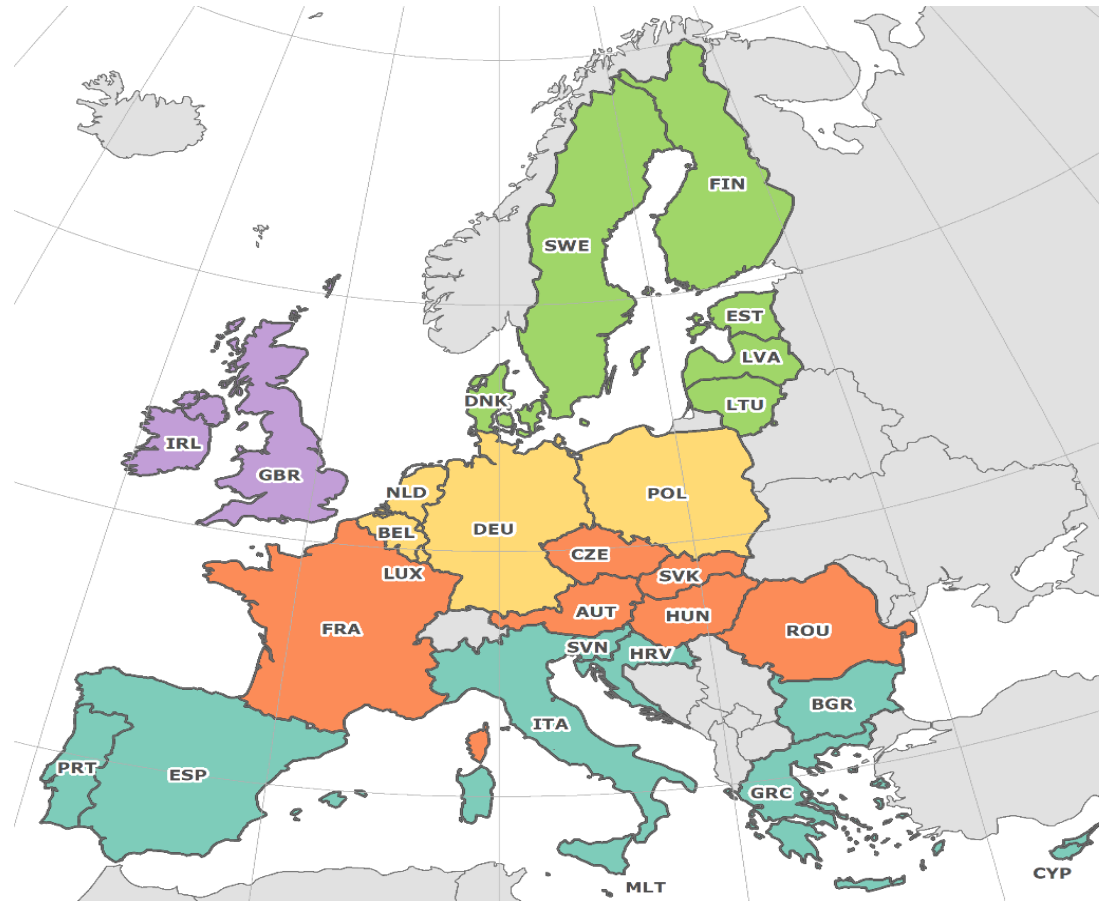 FIN
SWE
EST
LVA
DNK
LTU
IRL
GBR
NLD
POL
BEL
DEU
CZE
LUX
SVK
AUT
HUN
FRA
ROU
SVN
HRV
BGR
ITA
PRT
ESP
GRC
CYP
MLT